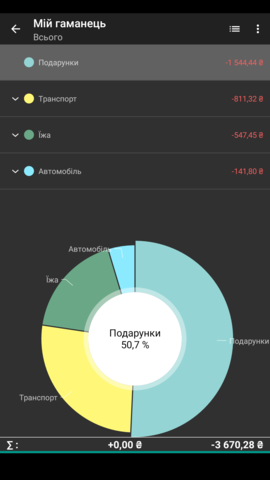 Мій гаманець
Всього
Подарунки -1 544,44 ₴
Транспорт -811,32 ₴
Їжа -547,45 ₴
Автомобіль -141,80 ₴
Автомобіль
Їжа
Подарунки
50,7 %
Подарунки
Транспорт
Σ : +0,00 ₴ -3 670,28 ₴